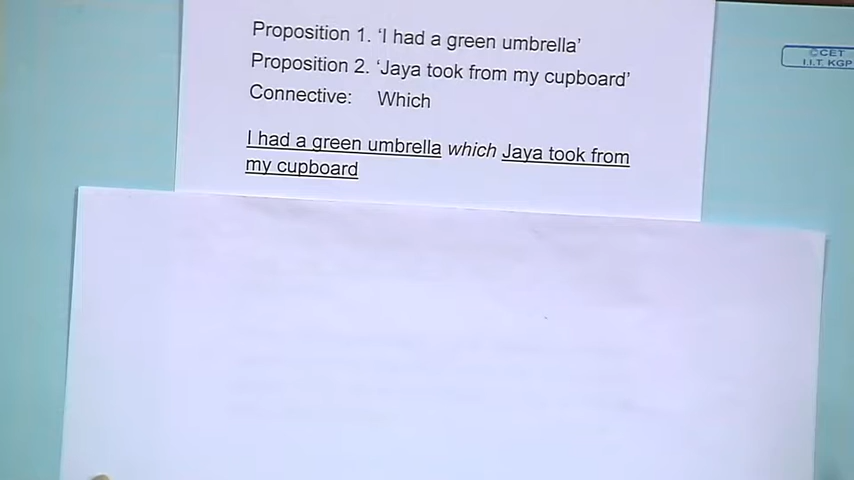 Proposition 1. ‘I had a green umbrella’
Proposition 2. ‘Jaya took from my cupboard’
Connective: Which
I had a green umbrella which Jaya took from
my cupboard
©CET
I.I.T. KGP